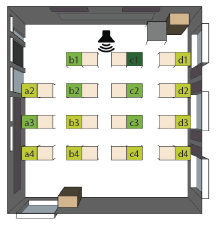 b1 c1 d1
a2 b2 c2 d2
a3 b3 c3 d3
a4 b4 c4 d4